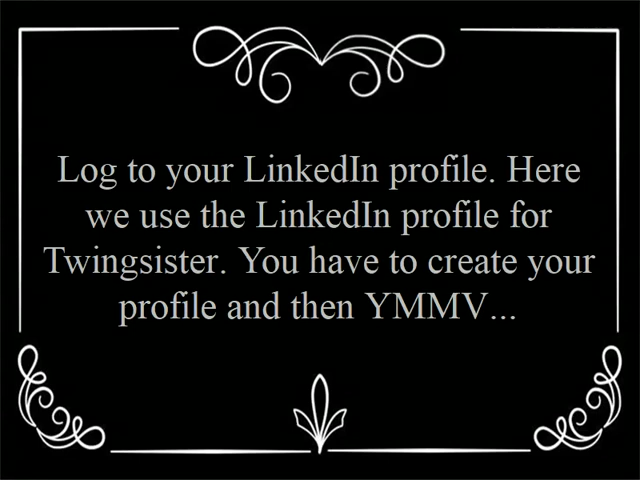 Log to your LinkedIn profile. Here
we use the LinkedIn profile for
Twingsister. You have to create your
profile and then YMMV...